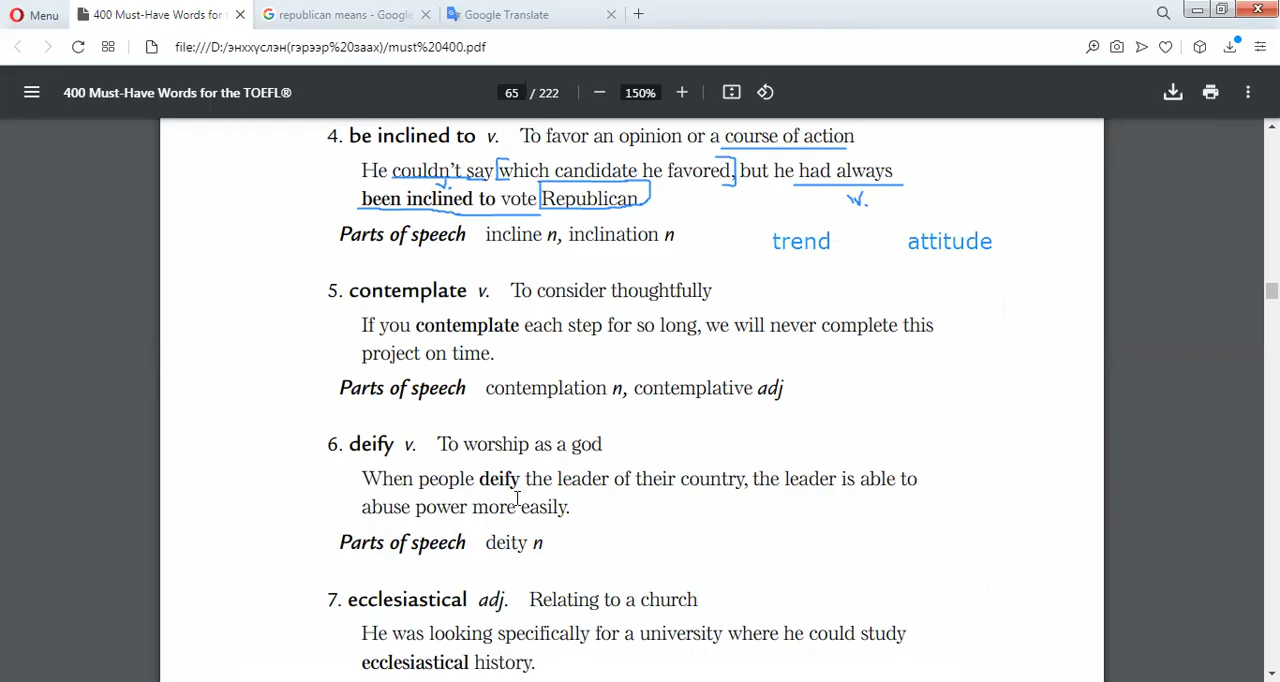 Menu
400 Must-Have Words for
republican means - Google
Google Translate
file:///D:/энххүслэн(гэрээр%20заах)/must%20400.pdf
400 Must-Have Words for the TOEFL®
65 / 222
150%
4. be inclined to v. To favor an opinion or a course of action
He couldn't say which candidate he favored, but he had always
v.
been inclined to vote Republican.
v.
Parts of speech incline n, inclination n
trend attitude
5. contemplate v. To consider thoughtfully
If you contemplate each step for so long, we will never complete this
project on time.
Parts of speech contemplation n, contemplative adj
6. deify v. To worship as a god
When people deify the leader of their country, the leader is able to
abuse power more easily.
Parts of speech deity n
7. ecclesiastical adj. Relating to a church
He was looking specifically for a university where he could study
ecclesiastical history.